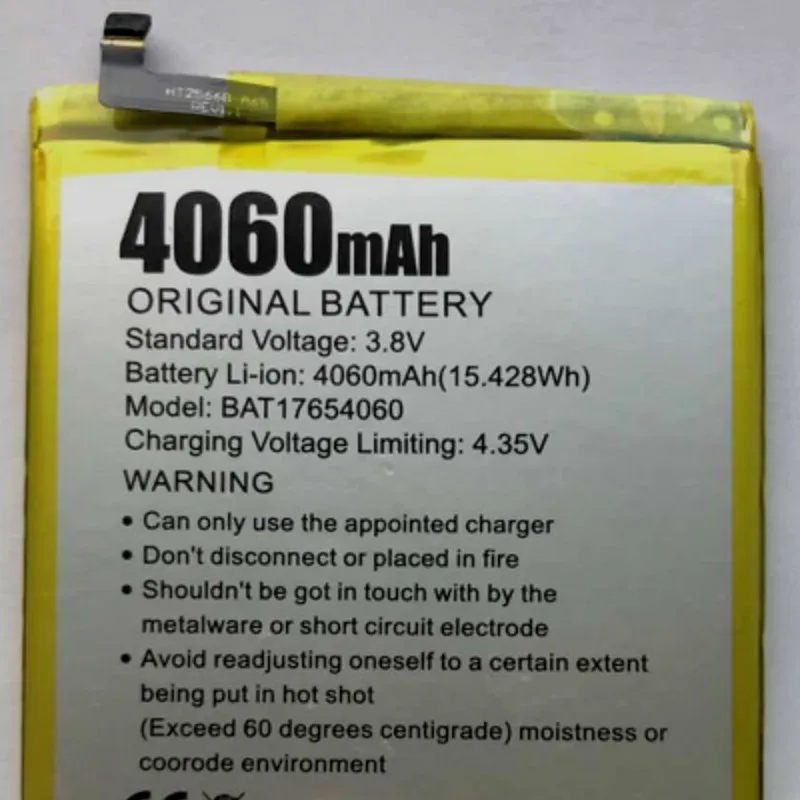 REV1.1
4060mAh
ORIGINAL BATTERY
Standard Voltage: 3.8V
Battery Li-ion: 4060mAh(15.428Wh)
Model: BAT17654060
Charging Voltage Limiting: 4.35V
WARNING
• Can only use the appointed charger
• Don't disconnect or placed in fire
• Shouldn't be got in touch with by the
metalware or short circuit electrode
• Avoid readjusting oneself to a certain extent
being put in hot shot
(Exceed 60 degrees centigrade) moistness or
coorode environment